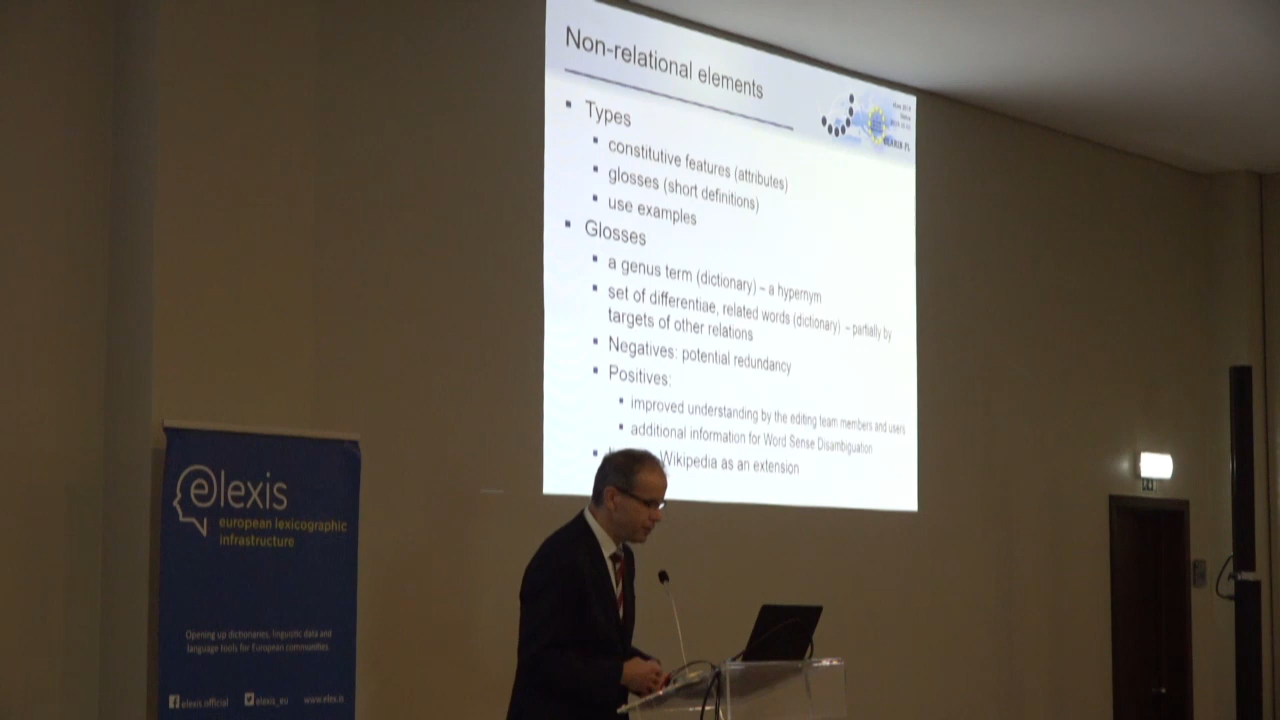 Non-relational elements
Types
constitutive features (attributes)
glosses (short definitions)
use examples
Glosses
a genus term (dictionary) – a hypernym
set of differentiae, related words (dictionary) – partially by
targets of other relations
Negatives: potential redundancy
Positives:
improved understanding by the editing team members and users
additional information for Word Sense Disambiguation
Wikipedia as an extension
CLARIN-PL
elexis
european lexicographic
infrastructure
Opening up dictionaries, linguistic data and
language tools for European communities
elexis.official elexis_eu www.elex.is